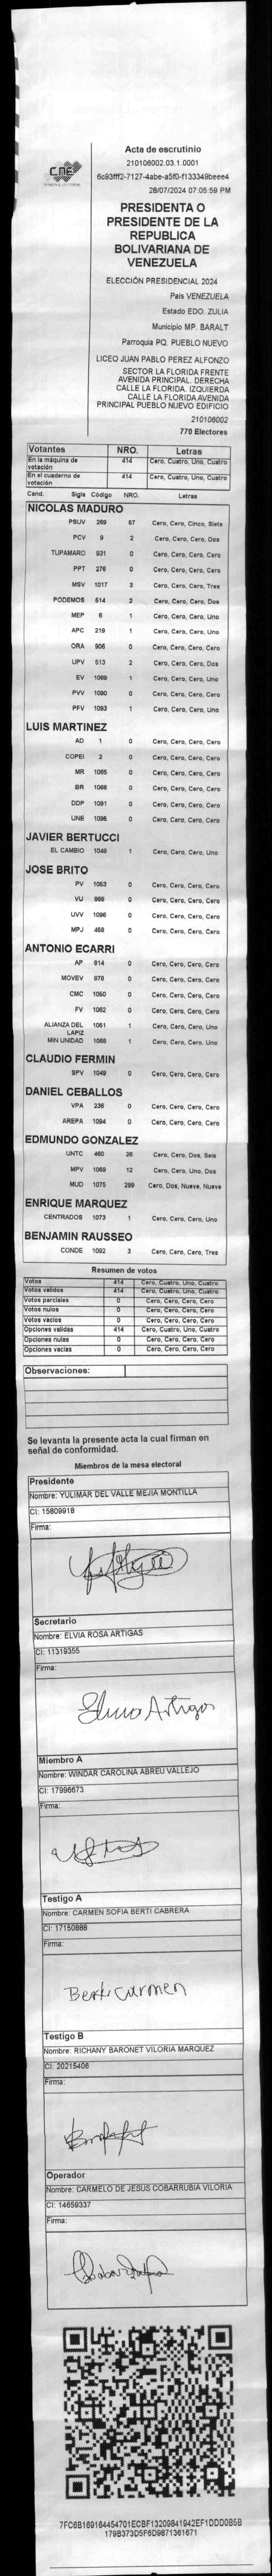 CNE
Acta de escrutinio
210106002.03.1.0001
6c93fff2-7127-4abe-a5f0-f133349beee4
28/07/2024 07:05:59 PM
PRESIDENTA O
PRESIDENTE DE LA
REPUBLICA
BOLIVARIANA DE
VENEZUELA
ELECCIÓN PRESIDENCIAL 2024
País VENEZUELA
Estado EDO. ZULIA
Municipio MP. BARALT
Parroquia PQ. PUEBLO NUEVO
LICEO JUAN PABLO PEREZ ALFONZO
SECTOR LA FLORIDA FRENTE
AVENIDA PRINCIPAL. DERECHA
CALLE LA FLORIDA. IZQUIERDA
CALLE LA FLORIDA AVENIDA
PRINCIPAL PUEBLO NUEVO EDIFICIO
210106002
770 Electores
Votantes NRO. Letras
En la máquina de votación 414 Cero, Cuatro, Uno, Cuatro
En el cuaderno de votación 414 Cero, Cuatro, Uno, Cuatro
Cand. Sigla Código NRO. Letras
NICOLAS MADURO
PSUV 269 57 Cero, Cero, Cinco, Siete
PCV 9 2 Cero, Cero, Cero, Dos
TUPAMARO 931 0 Cero, Cero, Cero, Cero
PPT 276 0 Cero, Cero, Cero, Cero
MSV 1017 3 Cero, Cero, Cero, Tres
PODEMOS 514 2 Cero, Cero, Cero, Dos
MEP 6 1 Cero, Cero, Cero, Uno
APC 219 1 Cero, Cero, Cero, Uno
ORA 906 0 Cero, Cero, Cero, Cero
UPV 513 2 Cero, Cero, Cero, Dos
EV 1089 1 Cero, Cero, Cero, Uno
PVV 1090 0 Cero, Cero, Cero, Cero
PFV 1093 1 Cero, Cero, Cero, Uno
LUIS MARTINEZ
AD 1 0 Cero, Cero, Cero, Cero
COPEI 2 0 Cero, Cero, Cero, Cero
MR 1065 0 Cero, Cero, Cero, Cero
BR 1066 0 Cero, Cero, Cero, Cero
DDP 1091 0 Cero, Cero, Cero, Cero
UNE 1095 0 Cero, Cero, Cero, Cero
JAVIER BERTUCCI
EL CAMBIO 1048 1 Cero, Cero, Cero, Uno
JOSE BRITO
PV 1053 0 Cero, Cero, Cero, Cero
VU 969 0 Cero, Cero, Cero, Cero
UVV 1096 0 Cero, Cero, Cero, Cero
MPJ 458 0 Cero, Cero, Cero, Cero
ANTONIO ECARRI
AP 914 0 Cero, Cero, Cero, Cero
MOVEV 878 0 Cero, Cero, Cero, Cero
CMC 1050 0 Cero, Cero, Cero, Cero
FV 1062 0 Cero, Cero, Cero, Cero
ALIANZA DEL LAPIZ 1051 1 Cero, Cero, Cero, Uno
MIN UNIDAD 1068 1 Cero, Cero, Cero, Uno
CLAUDIO FERMIN
SPV 1049 0 Cero, Cero, Cero, Cero
DANIEL CEBALLOS
VPA 236 0 Cero, Cero, Cero, Cero
AREPA 1094 0 Cero, Cero, Cero, Cero
EDMUNDO GONZALEZ
UNTC 460 26 Cero, Cero, Dos, Seis
MPV 1069 12 Cero, Cero, Uno, Dos
MUD 1075 299 Cero, Dos, Nueve, Nueve
ENRIQUE MARQUEZ
CENTRADOS 1073 1 Cero, Cero, Cero, Uno
BENJAMIN RAUSSEO
CONDE 1092 3 Cero, Cero, Cero, Tres
Resumen de votos
Votos 414 Cero, Cuatro, Uno, Cuatro
Votos validos 414 Cero, Cuatro, Uno, Cuatro
Votos parciales 0 Cero, Cero, Cero, Cero
Votos nulos 0 Cero, Cero, Cero, Cero
Votos vacios 0 Cero, Cero, Cero, Cero
Opciones validas 414 Cero, Cuatro, Uno, Cuatro
Opciones nulas 0 Cero, Cero, Cero, Cero
Opciones vacias 0 Cero, Cero, Cero, Cero
Observaciones:
Se levanta la presente acta la cual firman en
señal de conformidad.
Miembros de la mesa electoral
Presidente
Nombre: YULIMAR DEL VALLE MEJIA MONTILLA
CI: 15809918
Firma:
Secretario
Nombre: ELVIA ROSA ARTIGAS
CI: 11319355
Firma:
Elvia Artigas
Miembro A
Nombre: WINDAR CAROLINA ABREU VALLEJO
CI: 17996673
Firma:
Testigo A
Nombre: CARMEN SOFIA BERTI CABRERA
CI: 17150888
Firma:
Berti Carmen
Testigo B
Nombre: RICHANY BARONET VILORIA MARQUEZ
CI: 20215406
Firma:
Operador
Nombre: CARMELO DE JESUS COBARRUBIA VILORIA
CI: 14659337
Firma:
7FC6B169164454701ECBF13209841942EF1DDD0B5B
179B373D5F6D9871361671